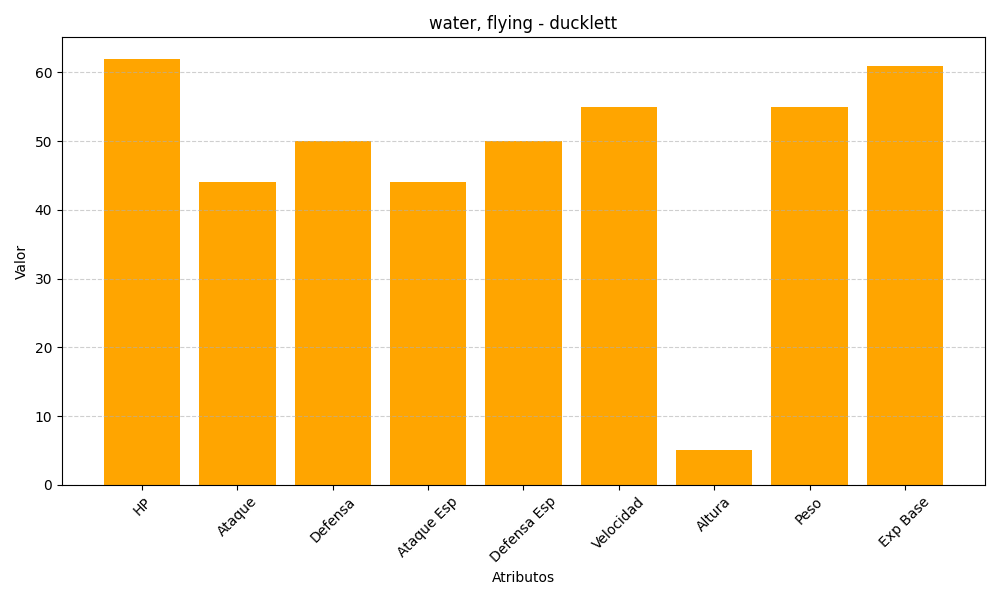 water, flying - ducklett
Valor
60
50
40
30
20
10
0
HP
Ataque
Defensa
Ataque Esp
Defensa Esp
Velocidad
Altura
Peso
Exp Base
Atributos